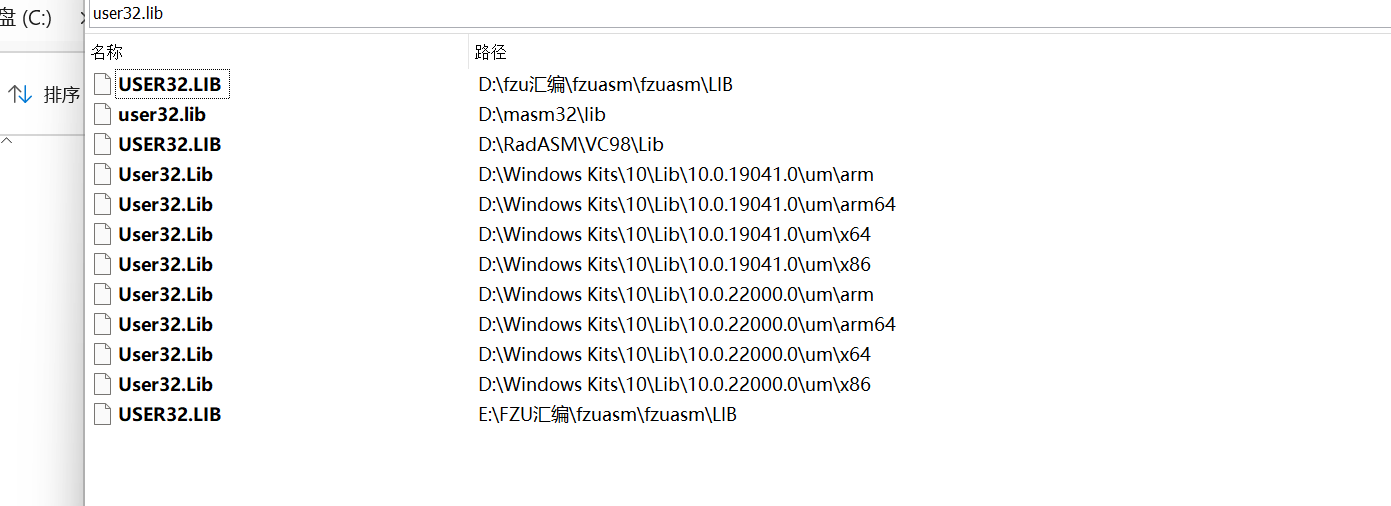 盘 (C:)
user32.lib
名称 路径
排序
USER32.LIB D:\fzu汇编\fzuasm\fzuasm\LIB
user32.lib D:\masm32\lib
USER32.LIB D:\RadASM\VC98\Lib
User32.Lib D:\Windows Kits\10\Lib\10.0.19041.0\um\arm
User32.Lib D:\Windows Kits\10\Lib\10.0.19041.0\um\arm64
User32.Lib D:\Windows Kits\10\Lib\10.0.19041.0\um\x64
User32.Lib D:\Windows Kits\10\Lib\10.0.19041.0\um\x86
User32.Lib D:\Windows Kits\10\Lib\10.0.22000.0\um\arm
User32.Lib D:\Windows Kits\10\Lib\10.0.22000.0\um\arm64
User32.Lib D:\Windows Kits\10\Lib\10.0.22000.0\um\x64
User32.Lib D:\Windows Kits\10\Lib\10.0.22000.0\um\x86
USER32.LIB E:\FZU汇编\fzuasm\fzuasm\LIB